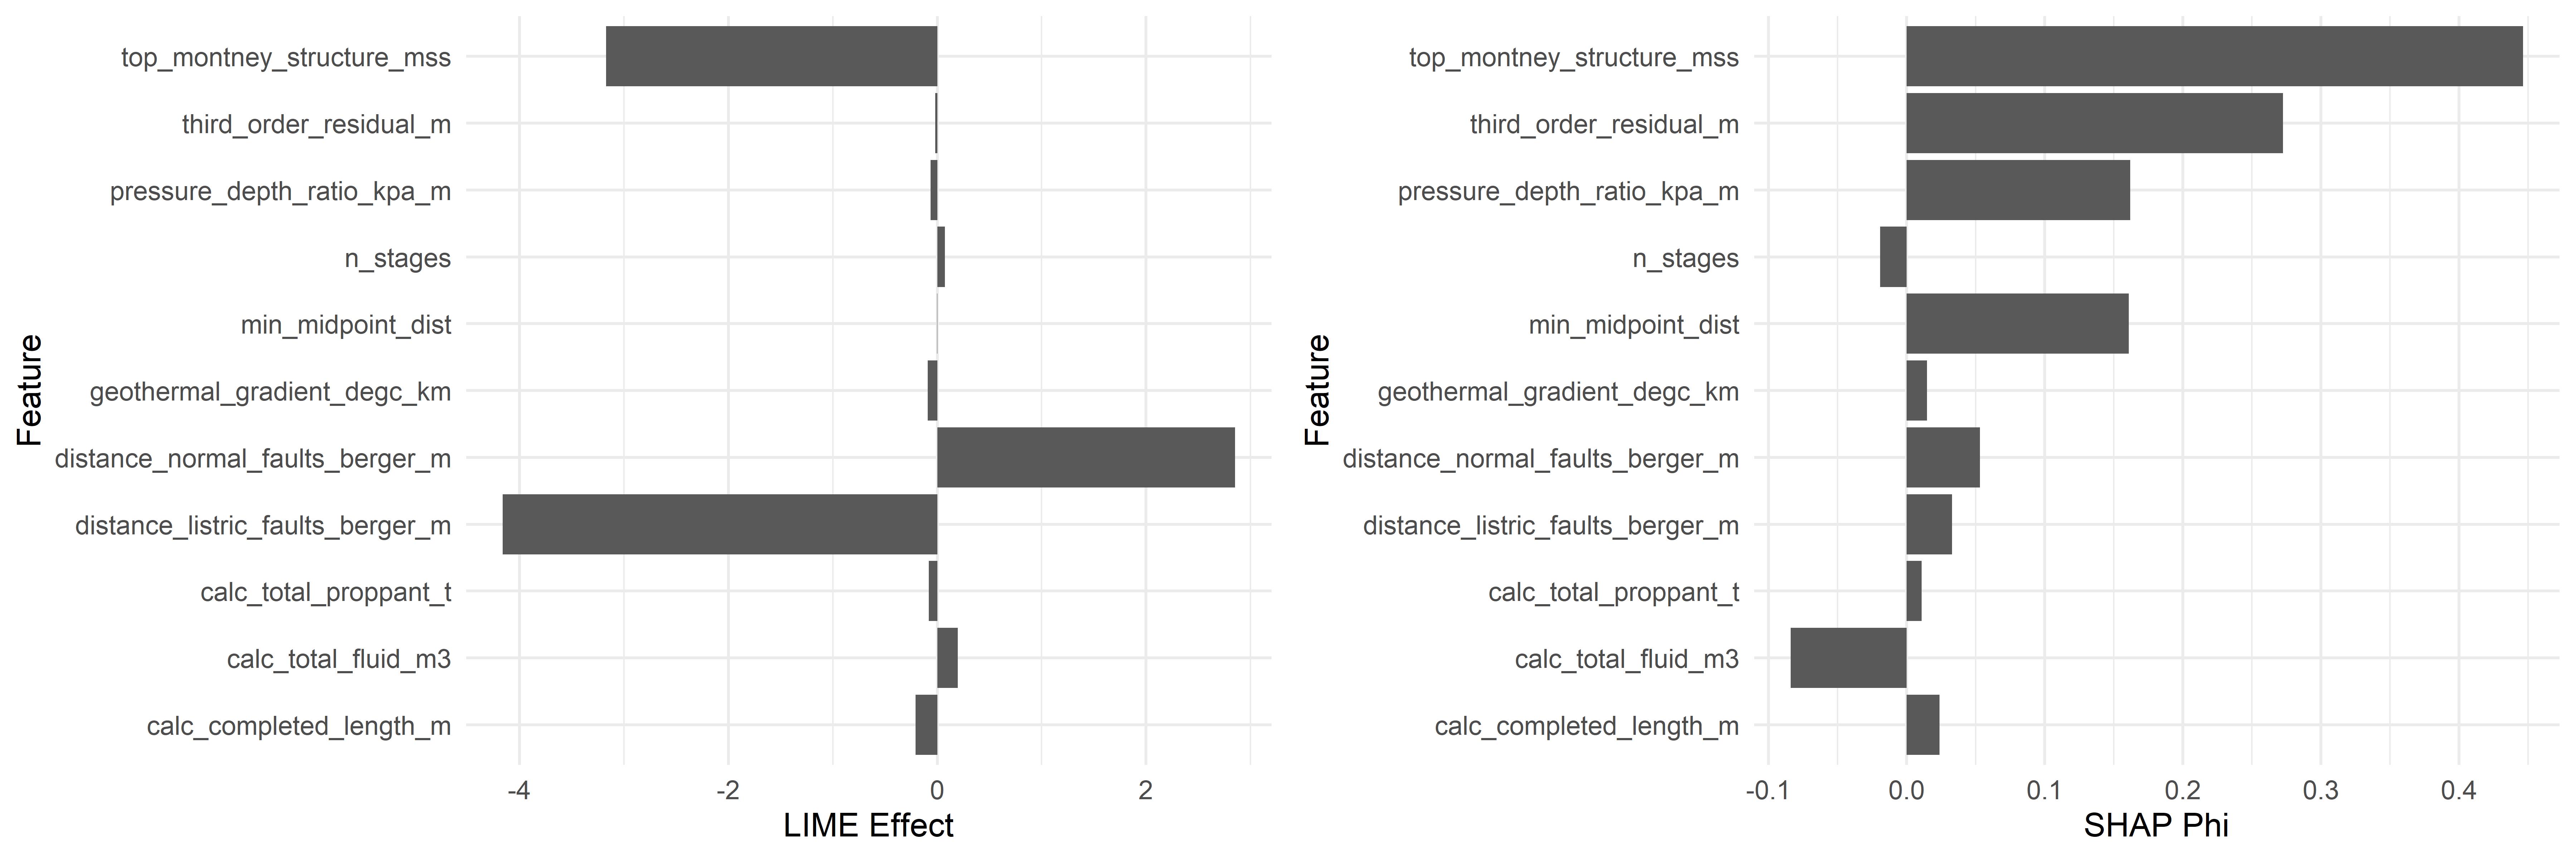 Feature
top_montney_structure_mss
third_order_residual_m
pressure_depth_ratio_kpa_m
n_stages
min_midpoint_dist
geothermal_gradient_degc_km
distance_normal_faults_berger_m
distance_listric_faults_berger_m
calc_total_proppant_t
calc_total_fluid_m3
calc_completed_length_m
-4 -2 0 2
LIME Effect
Feature
top_montney_structure_mss
third_order_residual_m
pressure_depth_ratio_kpa_m
n_stages
min_midpoint_dist
geothermal_gradient_degc_km
distance_normal_faults_berger_m
distance_listric_faults_berger_m
calc_total_proppant_t
calc_total_fluid_m3
calc_completed_length_m
-0.1 0.0 0.1 0.2 0.3 0.4
SHAP Phi